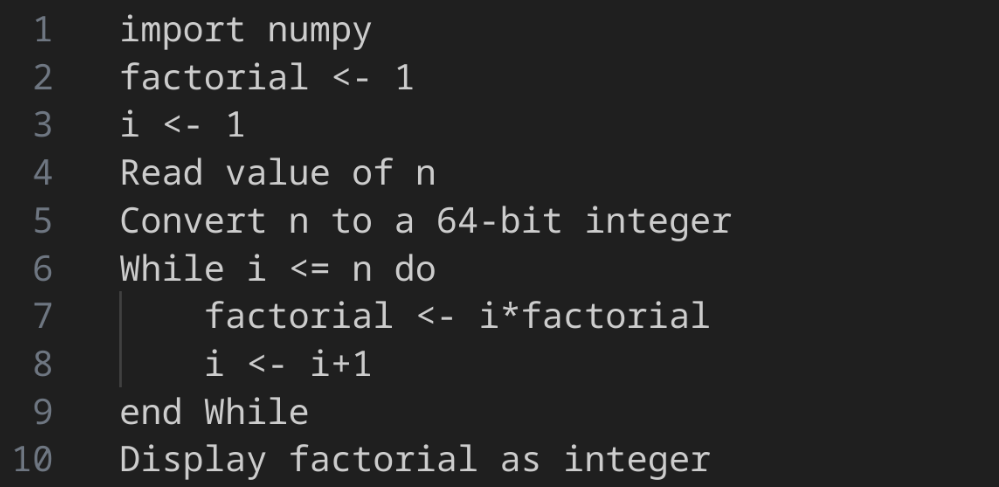 1 import numpy
2 factorial <- 1
3 i <- 1
4 Read value of n
5 Convert n to a 64-bit integer
6 While i <= n do
7 factorial <- i*factorial
8 i <- i+1
9 end While
10 Display factorial as integer